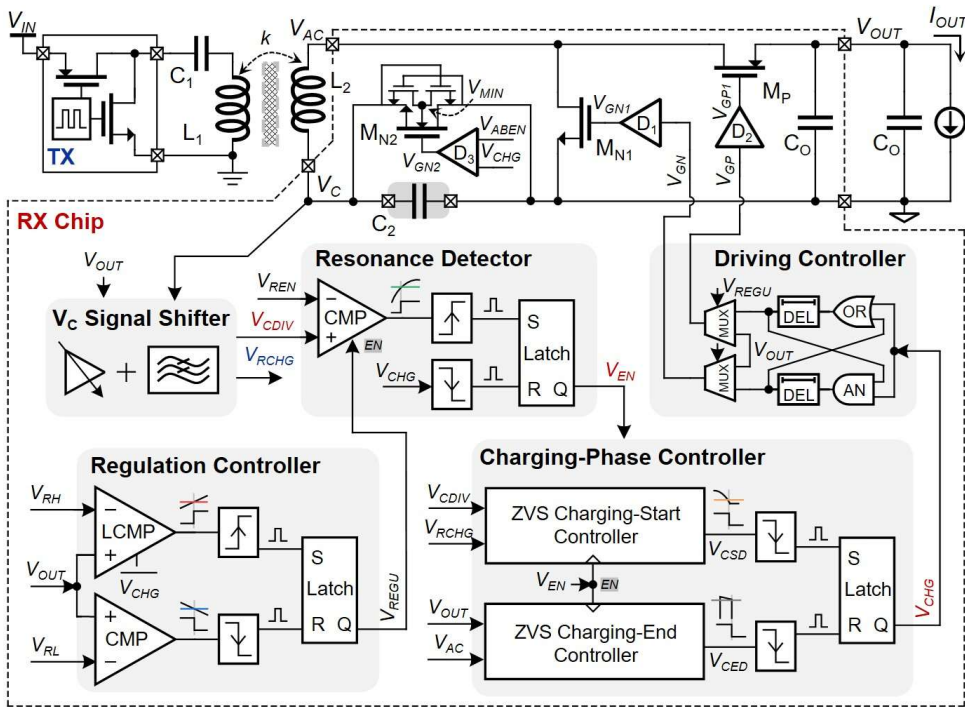 V_IN
V_AC
k
C_1
L_1
L_2
TX
V_C
V_MIN
M_N2
V_GN2
D_3
V_ABEN
V_CHG
C_2
V_GN1
D_1
M_N1
V_GN
V_GP1
M_P
D_2
V_GP
V_OUT
I_OUT
C_O
C_O
RX Chip
V_OUT
V_C Signal Shifter
+
V_CDIV
V_RCHG
Resonance Detector
V_REN
−
CMP
+
EN
V_CHG
S
Latch
R Q
V_EN
Driving Controller
V_REGU
MUX
DEL
OR
V_OUT
MUX
DEL
AN
Regulation Controller
V_RH
−
LCMP
+
V_CHG
V_OUT
+
CMP
−
V_RL
S
Latch
R Q
V_REGU
Charging-Phase Controller
V_CDIV
V_RCHG
ZVS Charging-Start
Controller
V_CSD
V_EN
EN
V_OUT
V_AC
ZVS Charging-End
Controller
V_CED
S
Latch
R Q
V_CHG